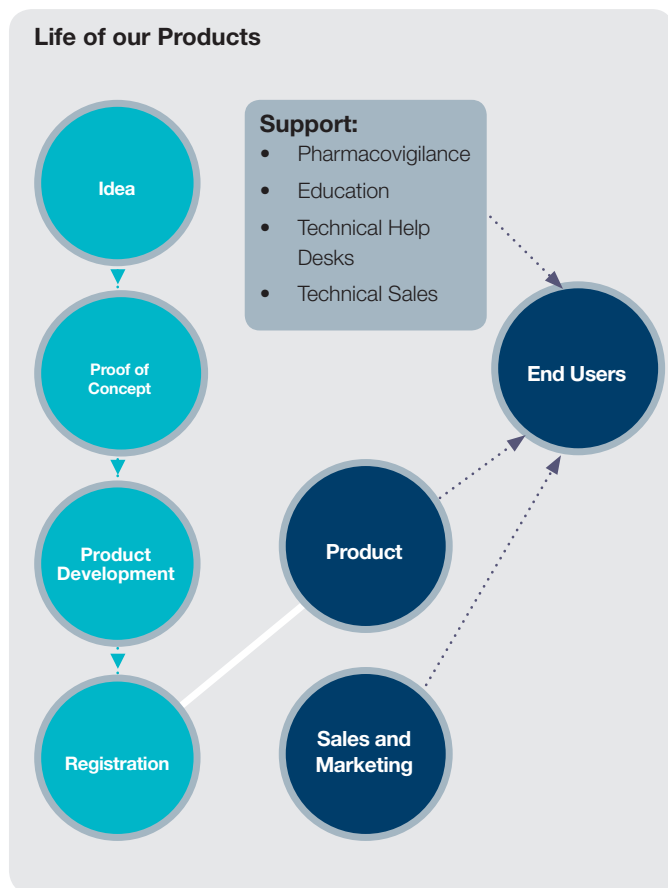 Life of our Products
Idea
Proof of
Concept
Product
Development
Registration
Support:
• Pharmacovigilance
• Education
• Technical Help
Desks
• Technical Sales
End Users
Product
Sales and
Marketing